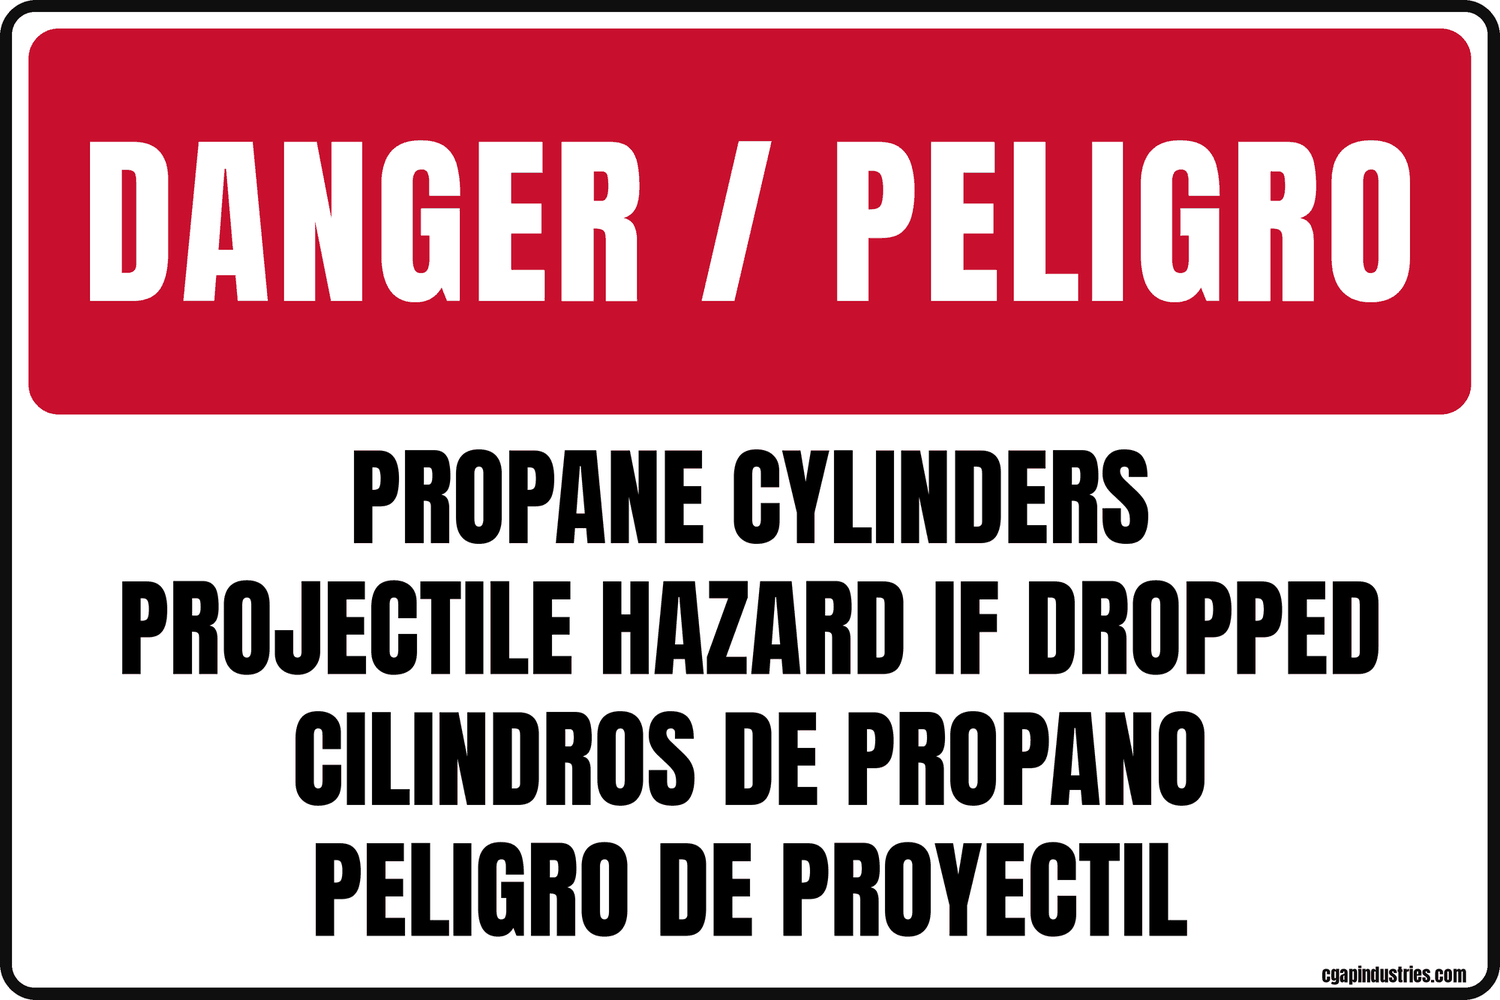 DANGER / PELIGRO
PROPANE CYLINDERS
PROJECTILE HAZARD IF DROPPED
CILINDROS DE PROPANO
PELIGRO DE PROYECTIL
cgapindustries.com